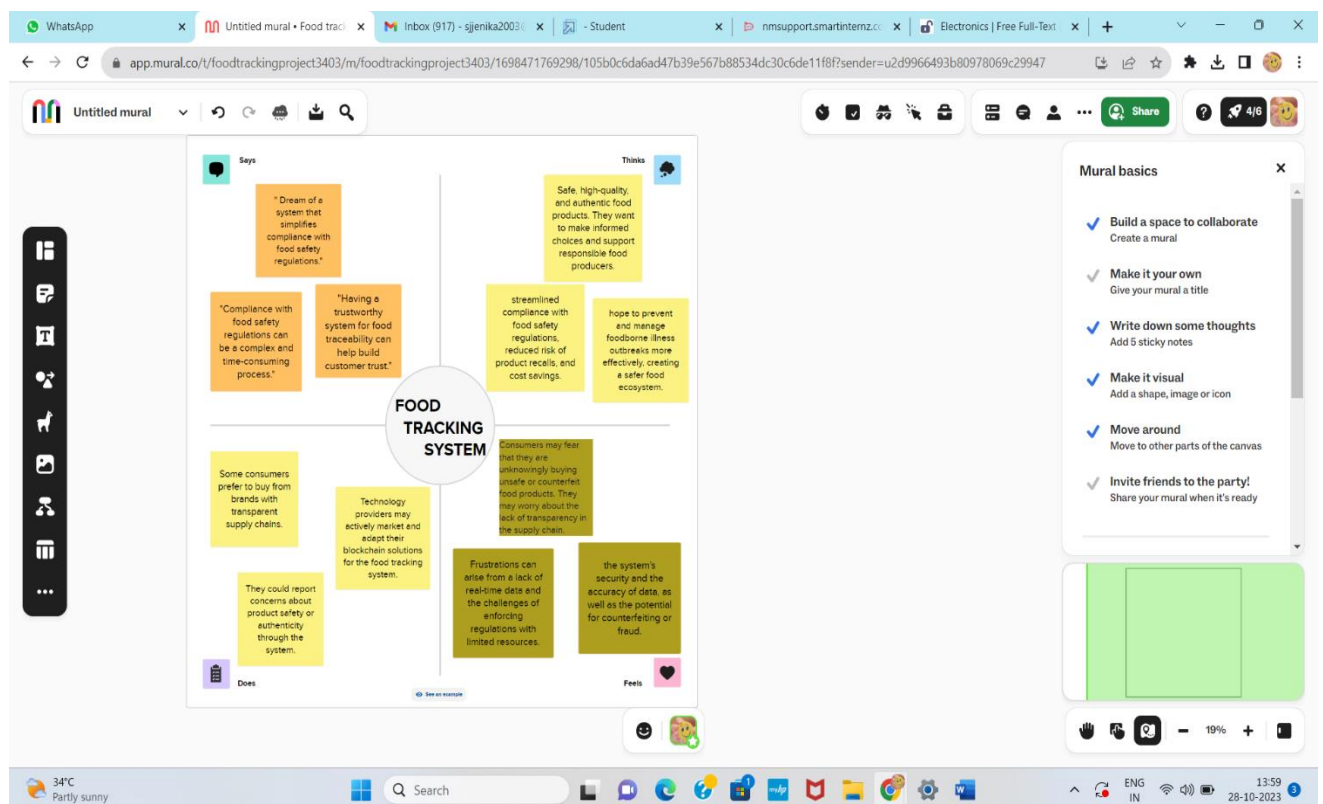 WhatsApp
Untitled mural • Food trac
Inbox (917) - sjjenika2003@
- Student
nmsupport.smartinternz.co
Electronics | Free Full-Text
app.mural.co/t/foodtrackingproject3403/m/foodtrackingproject3403/1698471769298/105b0c6da6ad47b39e567b88534dc30c6de11f8f?sender=u2d9966493b80978069c29947
Untitled mural
Share
4/6
Says
Thinks
" Dream of a
system that
simplifies
compliance with
food safety
regulations."
"Compliance with
food safety
regulations can
be a complex and
time-consuming
process."
"Having a
trustworthy
system for food
traceability can
help build
customer trust."
Safe, high-quality,
and authentic food
products. They want
to make informed
choices and support
responsible food
producers.
streamlined
compliance with
food safety
regulations,
reduced risk of
product recalls, and
cost savings.
hope to prevent
and manage
foodborne illness
outbreaks more
effectively, creating
a safer food
ecosystem.
FOOD
TRACKING
SYSTEM
Some consumers
prefer to buy from
brands with
transparent
supply chains.
Technology
providers may
actively market and
adapt their
blockchain solutions
for the food tracking
system.
They could report
concerns about
product safety or
authenticity
through the
system.
Consumers may fear
that they are
unknowingly buying
unsafe or counterfeit
food products. They
may worry about the
lack of transparency in
the supply chain.
Frustrations can
arise from a lack of
real-time data and
the challenges of
enforcing
regulations with
limited resources.
the system's
security and the
accuracy of data, as
well as the potential
for counterfeiting or
fraud.
Does
Feels
See an example
Mural basics
Build a space to collaborate
Create a mural
Make it your own
Give your mural a title
Write down some thoughts
Add 5 sticky notes
Make it visual
Add a shape, image or icon
Move around
Move to other parts of the canvas
Invite friends to the party!
Share your mural when it's ready
19%
34°C
Partly sunny
Search
ENG
IN
13:59
28-10-2023
3